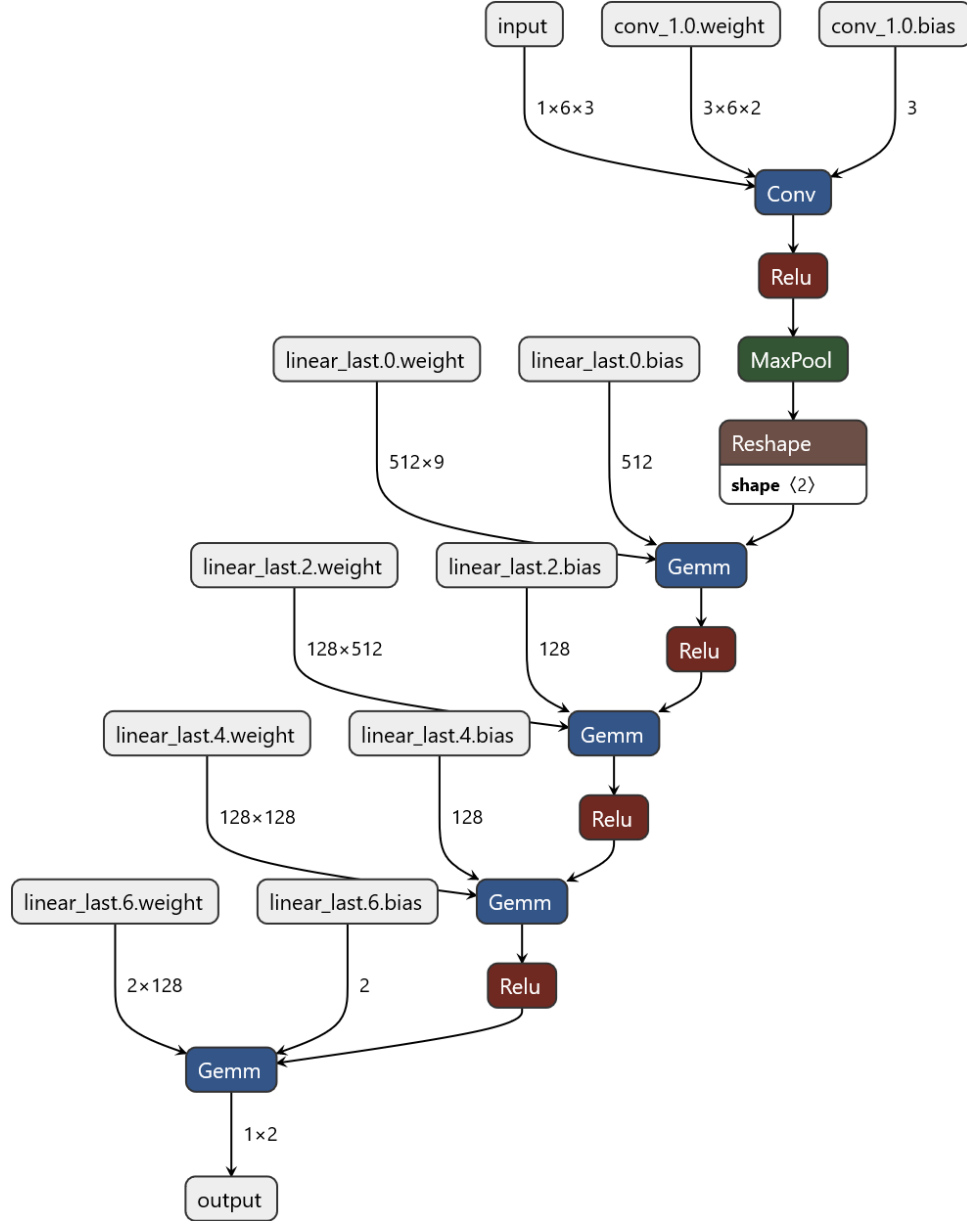 input
conv_1.0.weight
conv_1.0.bias
1×6×3
3×6×2
3
Conv
Relu
linear_last.0.weight
linear_last.0.bias
MaxPool
Reshape
512×9
512
shape 〈2〉
linear_last.2.weight
linear_last.2.bias
Gemm
128×512
128
Relu
linear_last.4.weight
linear_last.4.bias
Gemm
128×128
128
Relu
linear_last.6.weight
linear_last.6.bias
Gemm
2×128
2
Relu
Gemm
1×2
output